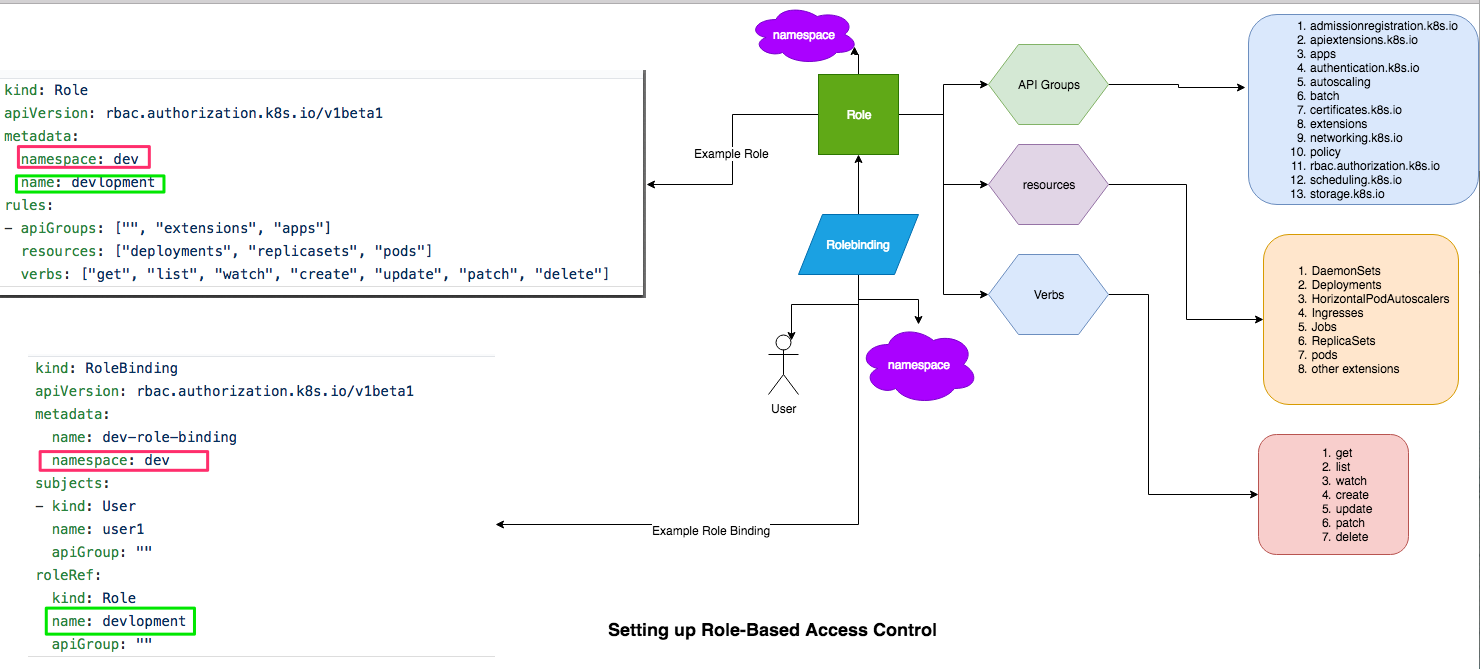 kind: Role
apiVersion: rbac.authorization.k8s.io/v1beta1
metadata:
  namespace: dev
  name: devlopment
rules:
- apiGroups: ["", "extensions", "apps"]
  resources: ["deployments", "replicasets", "pods"]
  verbs: ["get", "list", "watch", "create", "update", "patch", "delete"]
kind: RoleBinding
apiVersion: rbac.authorization.k8s.io/v1beta1
metadata:
  name: dev-role-binding
  namespace: dev
subjects:
- kind: User
  name: user1
  apiGroup: ""
roleRef:
  kind: Role
  name: devlopment
  apiGroup: ""
namespace
Role
Example Role
Rolebinding
User
namespace
Example Role Binding
API Groups
resources
Verbs
1. admissionregistration.k8s.io
2. apiextensions.k8s.io
3. apps
4. authentication.k8s.io
5. autoscaling
6. batch
7. certificates.k8s.io
8. extensions
9. networking.k8s.io
10. policy
11. rbac.authorization.k8s.io
12. scheduling.k8s.io
13. storage.k8s.io
1. DaemonSets
2. Deployments
3. HorizontalPodAutoscalers
4. Ingresses
5. Jobs
6. ReplicaSets
7. pods
8. other extensions
1. get
2. list
3. watch
4. create
5. update
6. patch
7. delete
Setting up Role-Based Access Control